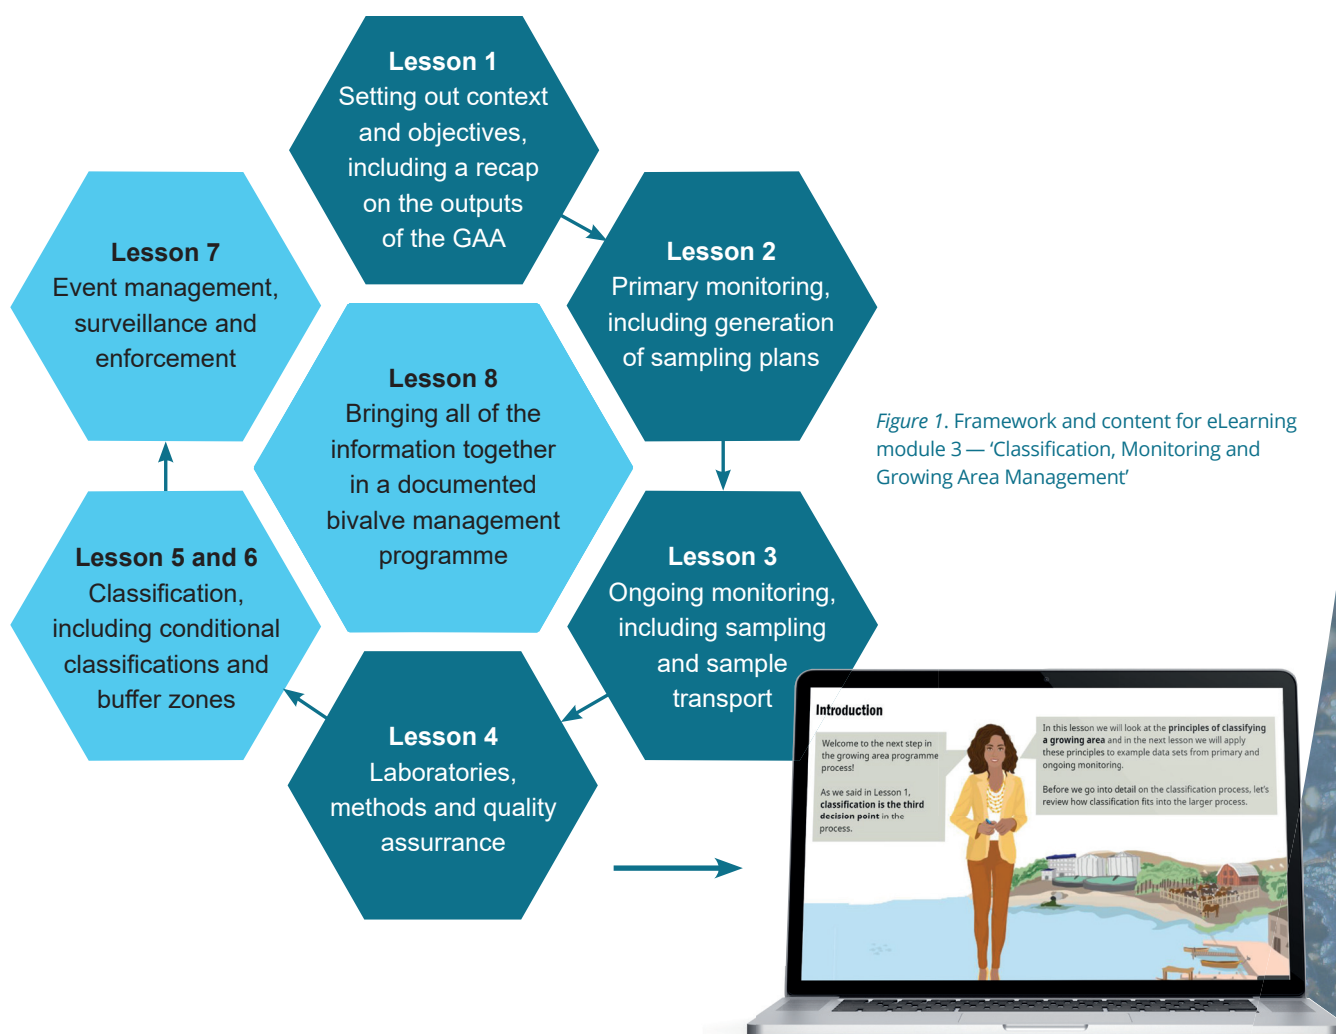 Lesson 1
Setting out context
and objectives,
including a recap
on the outputs
of the GAA
Lesson 2
Primary monitoring,
including generation
of sampling plans
Lesson 3
Ongoing monitoring,
including sampling
and sample
transport
Lesson 4
Laboratories,
methods and quality
assurrance
Lesson 5 and 6
Classification,
including conditional
classifications and
buffer zones
Lesson 7
Event management,
surveillance and
enforcement
Lesson 8
Bringing all of the
information together
in a documented
bivalve management
programme
Figure 1. Framework and content for eLearning
module 3 — ‘Classification, Monitoring and
Growing Area Management’
Introduction
Welcome to the next step in
the growing area programme
process!
As we said in Lesson 1,
classification is the third
decision point in the
process.
In this lesson we will look at the principles of classifying
a growing area and in the next lesson we will apply
these principles to example data sets from primary and
ongoing monitoring.
Before we go into detail on the classification process, let's
review how classification fits into the larger process.